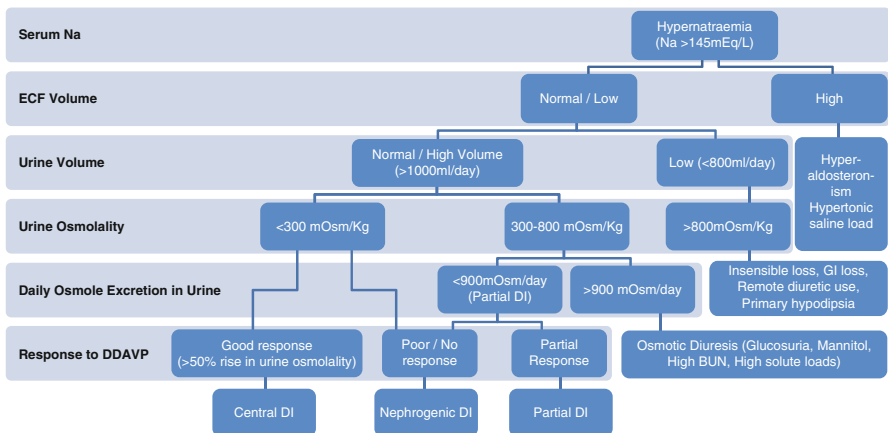 Serum Na
Hypernatraemia
(Na >145mEq/L)
ECF Volume
Normal / Low
High
Urine Volume
Normal / High Volume
(>1000ml/day)
Low (<800ml/day)
Hyper-
aldosteron-
ism
Hypertonic
saline load
Urine Osmolality
<300 mOsm/Kg
300-800 mOsm/Kg
>800mOsm/Kg
Daily Osmole Excretion in Urine
<900mOsm/day
(Partial DI)
>900 mOsm/day
Insensible loss, GI loss,
Remote diuretic use,
Primary hypodipsia
Response to DDAVP
Good response
(>50% rise in urine osmolality)
Poor / No
response
Partial
Response
Osmotic Diuresis (Glucosuria, Mannitol,
High BUN, High solute loads)
Central DI
Nephrogenic DI
Partial DI